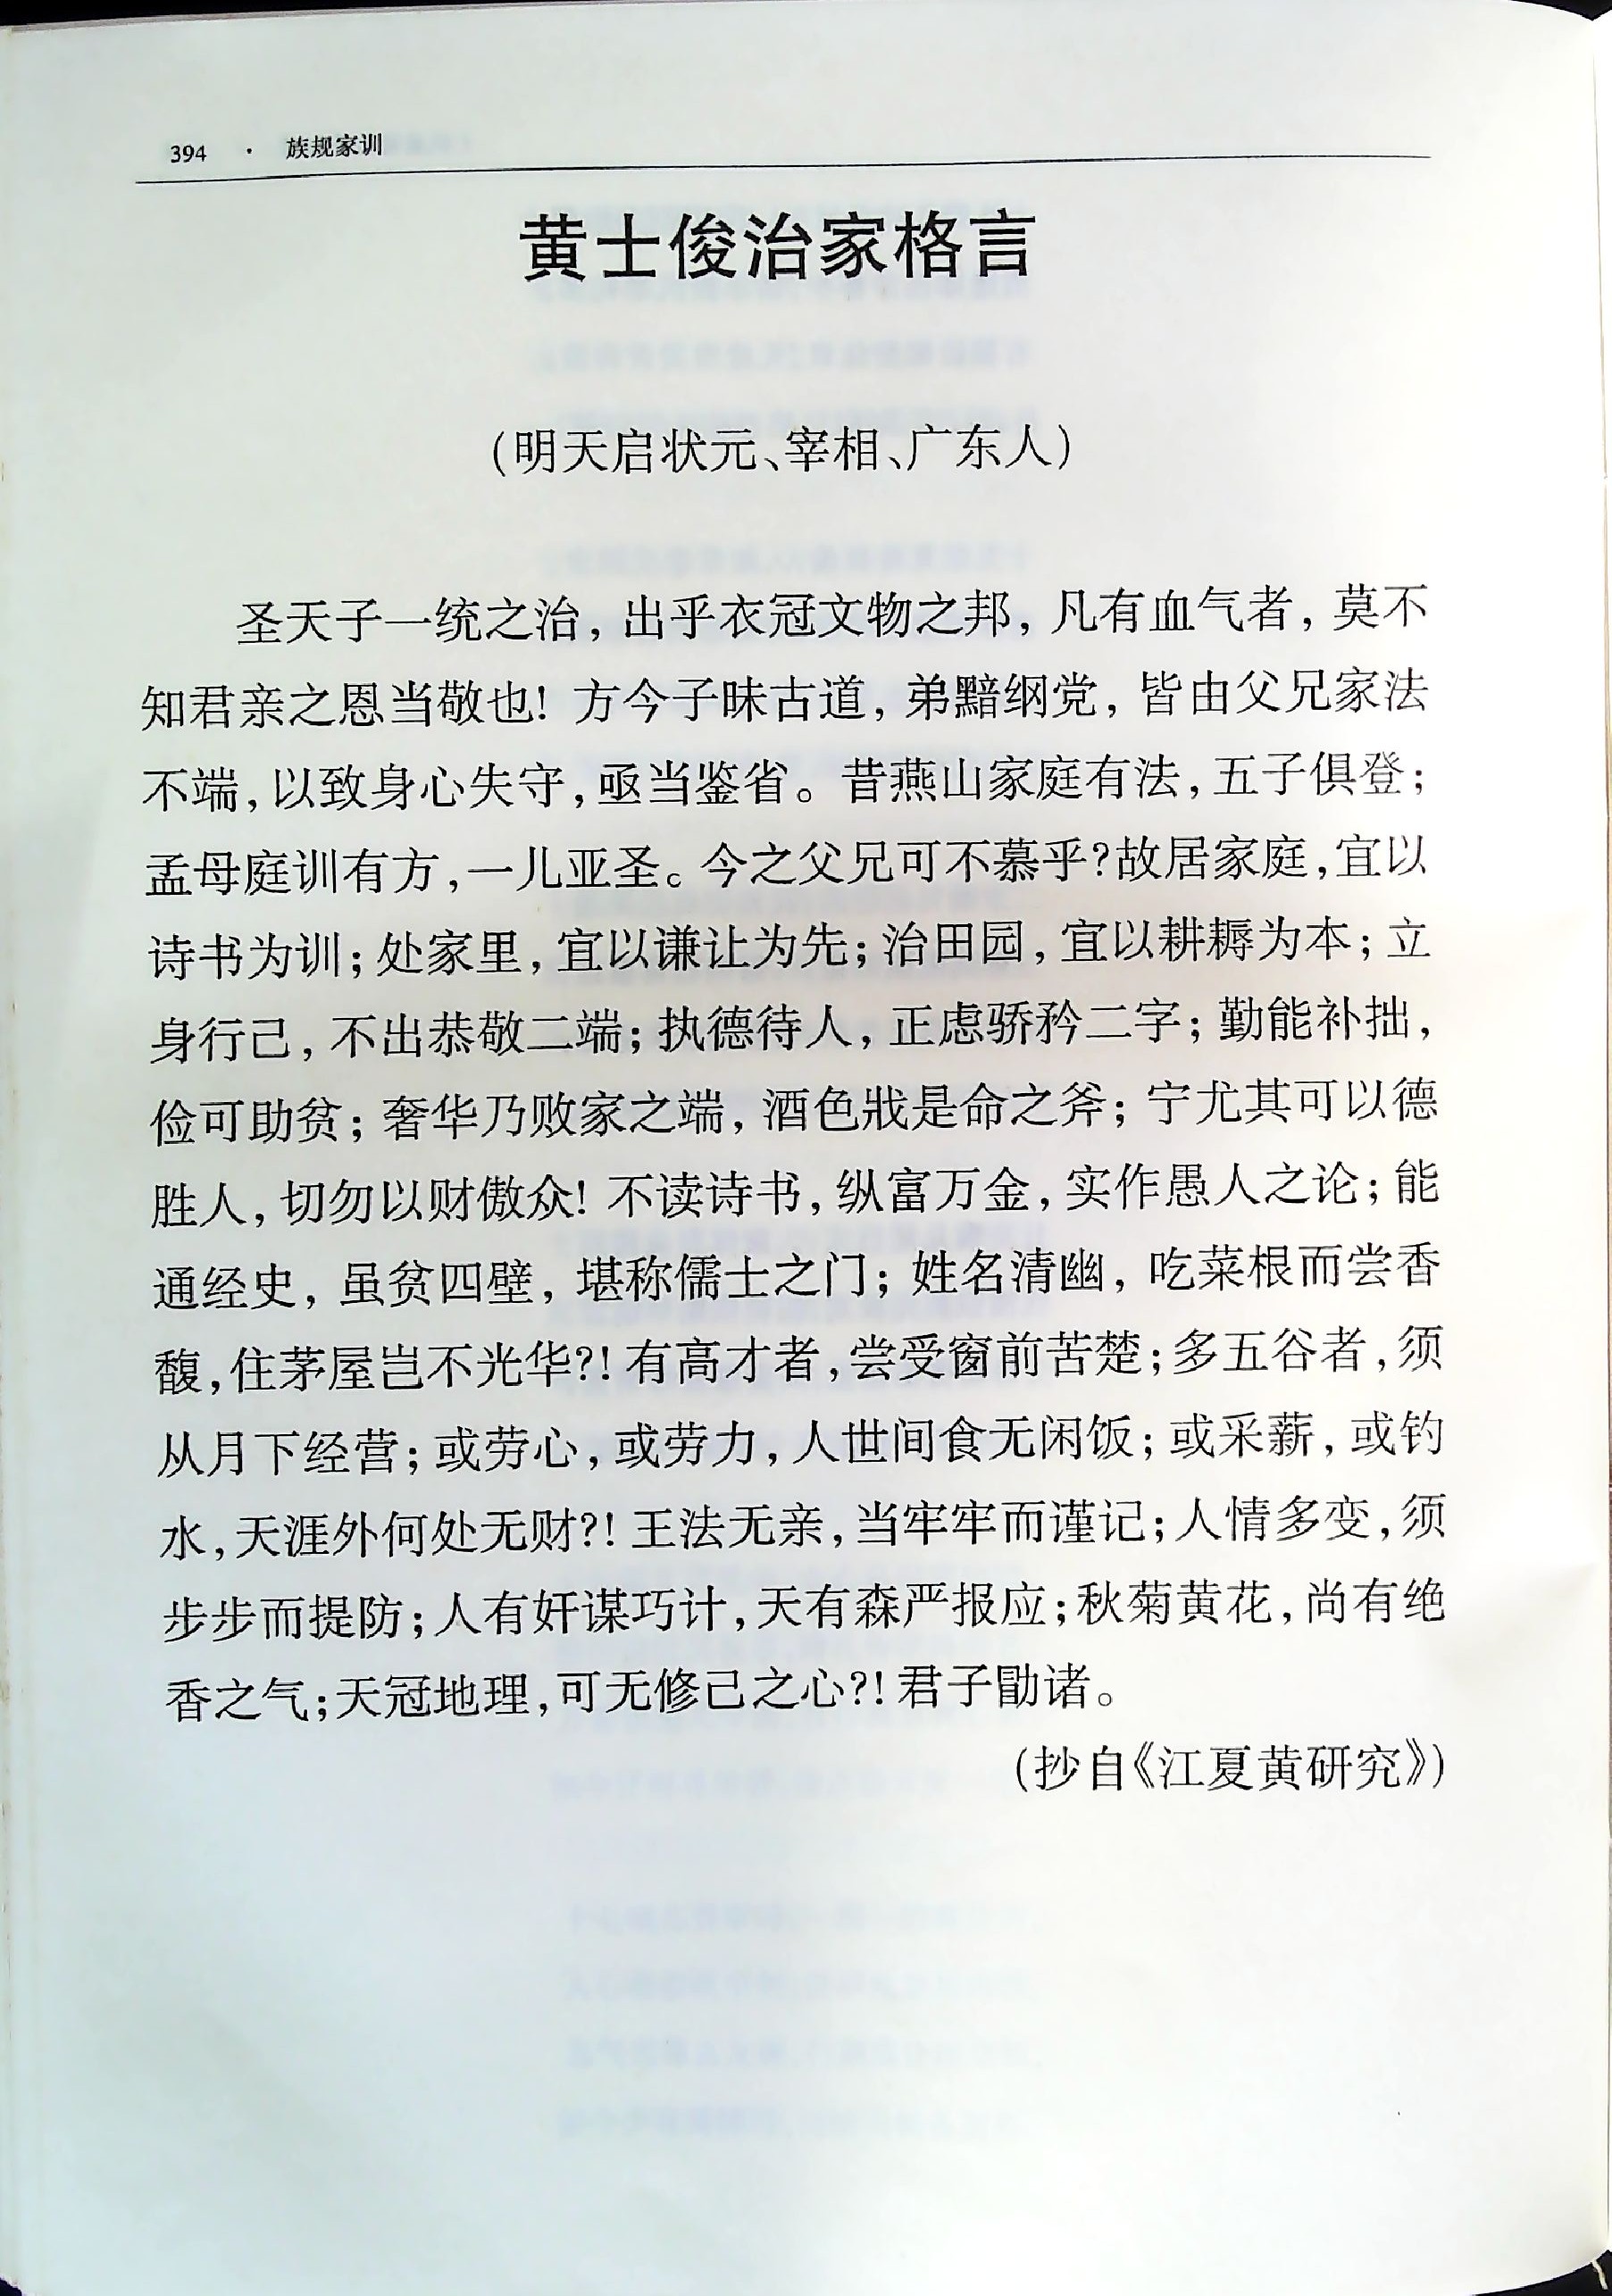 394 · 族规家训
黄士俊治家格言
（明天启状元、宰相、广东人）
圣天子一统之治，出乎衣冠文物之邦，凡有血气者，莫不
知君亲之恩当敬也！方今子昧古道，弟黯纲党，皆由父兄家法
不端，以致身心失守，亟当鉴省。昔燕山家庭有法，五子俱登；
孟母庭训有方，一儿亚圣。今之父兄可不慕乎？故居家庭，宜以
诗书为训；处家里，宜以谦让为先；治田园，宜以耕耨为本；立
身行己，不出恭敬二端；执德待人，正虑骄矜二字；勤能补拙，
俭可助贫；奢华乃败家之端，酒色戕是命之斧；宁尤其可以德
胜人，切勿以财傲众！不读诗书，纵富万金，实作愚人之论；能
通经史，虽贫四壁，堪称儒士之门；姓名清幽，吃菜根而尝香
馥，住茅屋岂不光华？！有高才者，尝受窗前苦楚；多五谷者，须
从月下经营；或劳心，或劳力，人世间食无闲饭；或采薪，或钓
水，天涯外何处无财？！王法无亲，当牢牢而谨记；人情多变，须
步步而提防；人有奸谋巧计，天有森严报应；秋菊黄花，尚有绝
香之气；天冠地理，可无修己之心？！君子勖诸。
（抄自《江夏黄研究》）